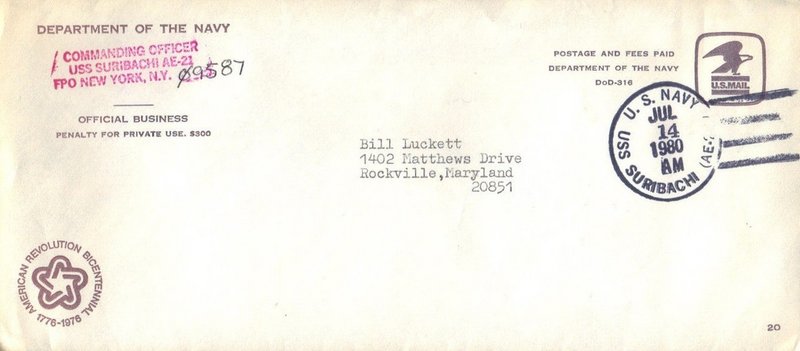 DEPARTMENT OF THE NAVY
COMMANDING OFFICER
USS SURIBACHI AE-21
FPO NEW YORK, N.Y. 09587
OFFICIAL BUSINESS
PENALTY FOR PRIVATE USE, $300
POSTAGE AND FEES PAID
DEPARTMENT OF THE NAVY
DoD-316
U.S.MAIL
U. S. NAVY
JUL
14
1980
AM
USS SURIBACHI (AE-
Bill Luckett
1402 Matthews Drive
Rockville,Maryland
20851
AMERICAN REVOLUTION BICENTENNIAL
1776-1976
20